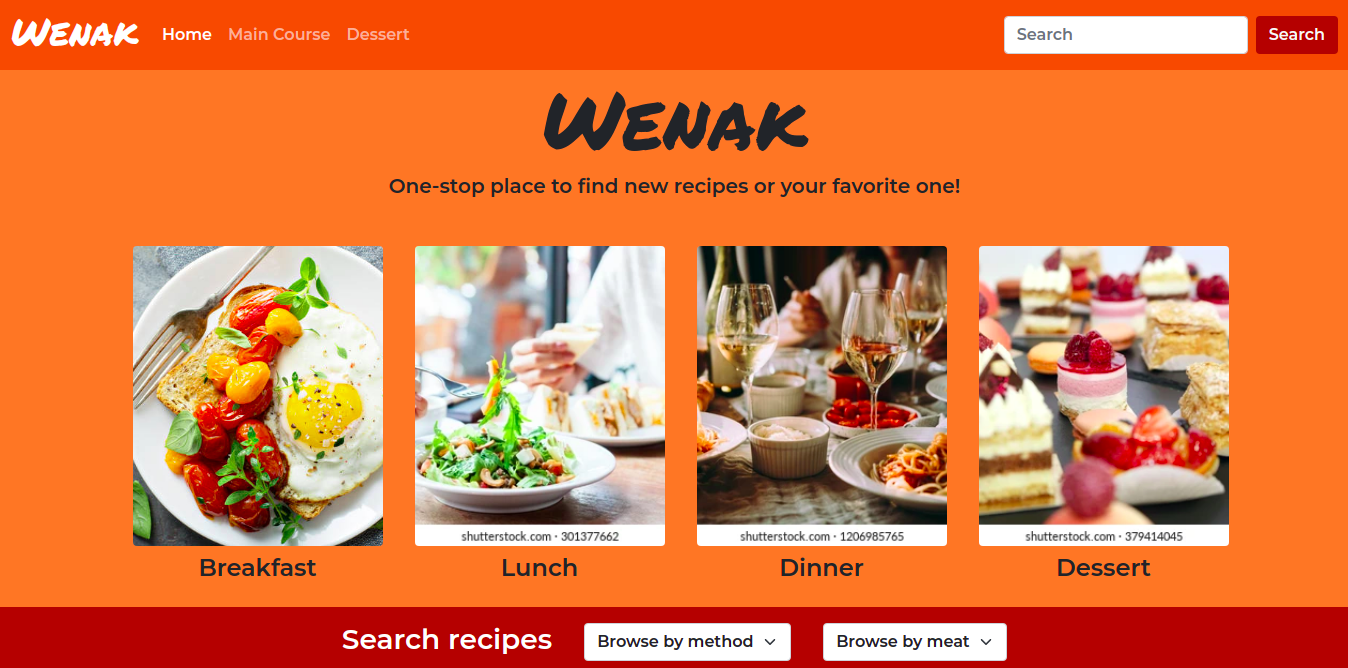 Wenak Home Main Course Dessert Search Search
Wenak
One-stop place to find new recipes or your favorite one!
shutterstock.com · 301377662
shutterstock.com · 1206985765
shutterstock.com · 379414045
Breakfast
Lunch
Dinner
Dessert
Search recipes Browse by method Browse by meat